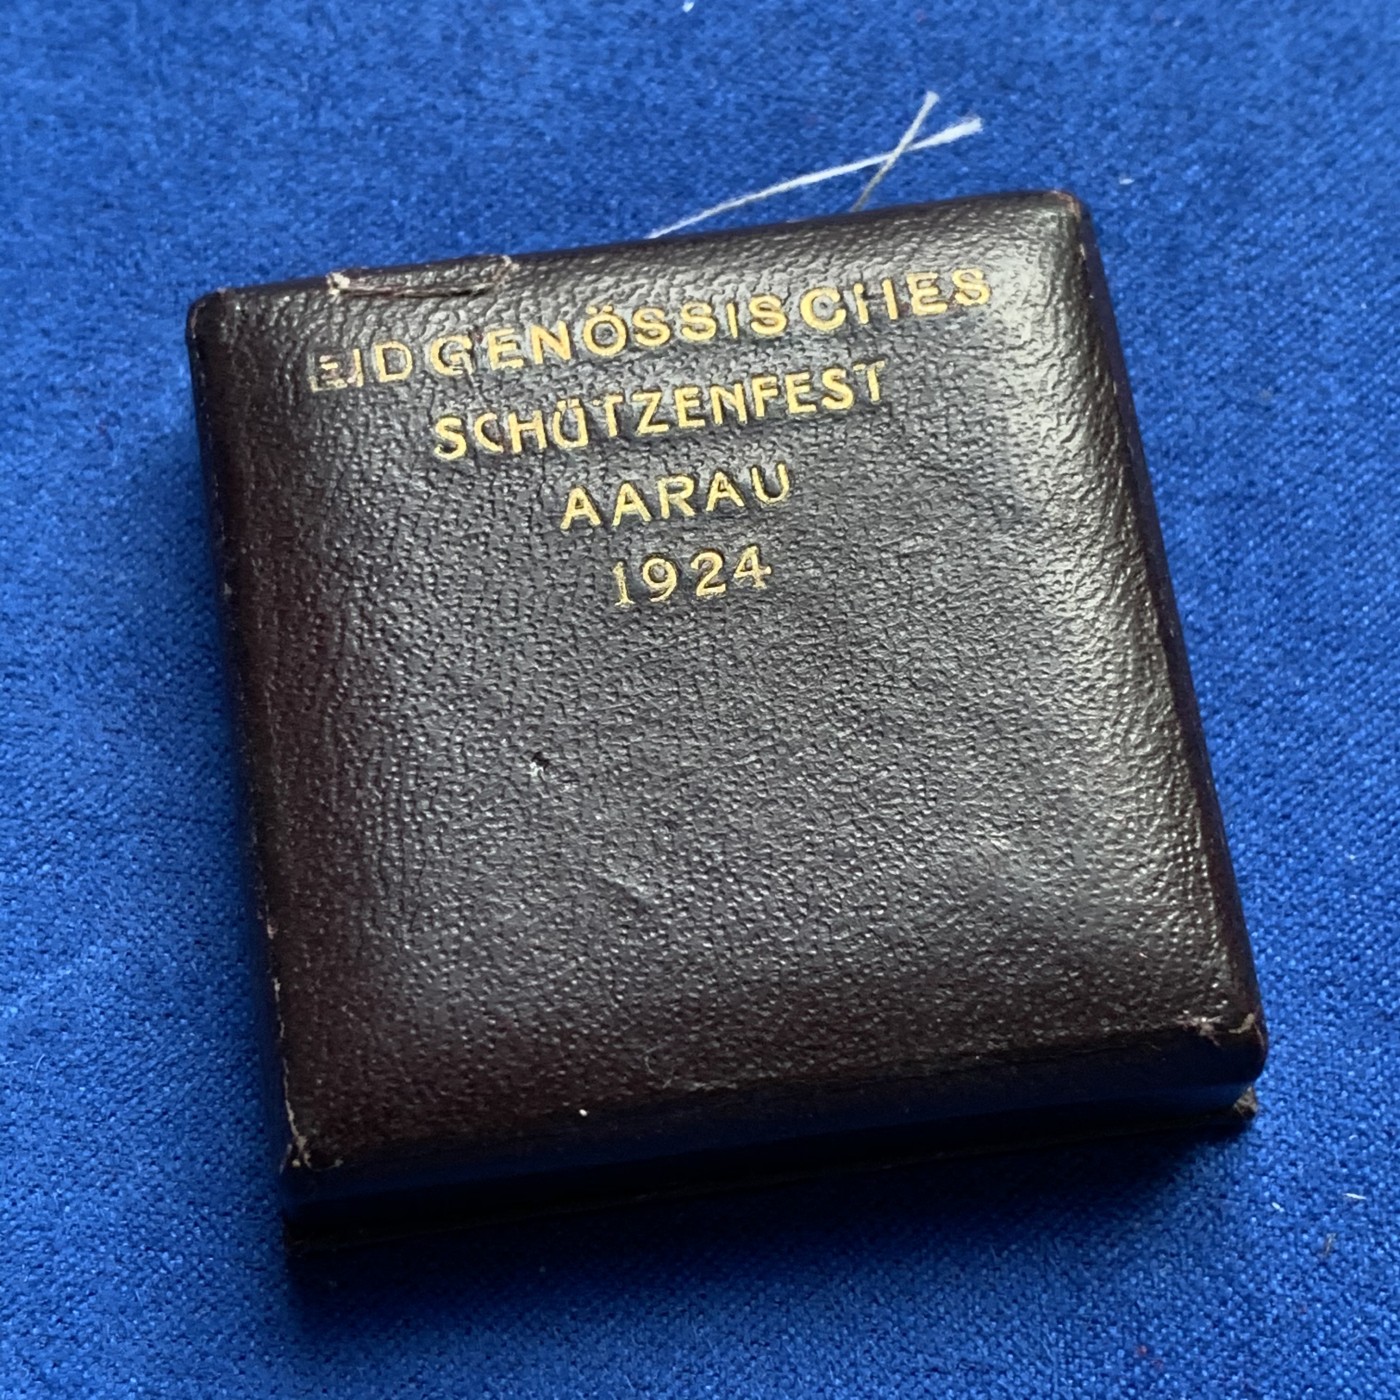 EIDGENÖSSISCHES
SCHÜTZENFEST
AARAU
1924